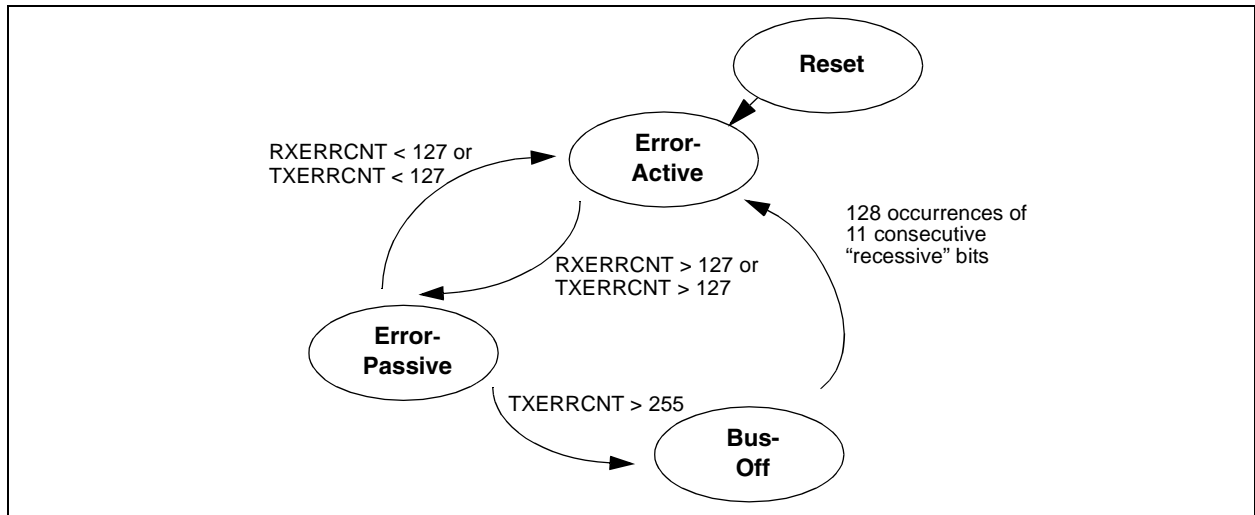 Reset
Error-
Active
RXERRCNT < 127 or
TXERRCNT < 127
128 occurrences of
11 consecutive
“recessive” bits
RXERRCNT > 127 or
TXERRCNT > 127
Error-
Passive
TXERRCNT > 255
Bus-
Off